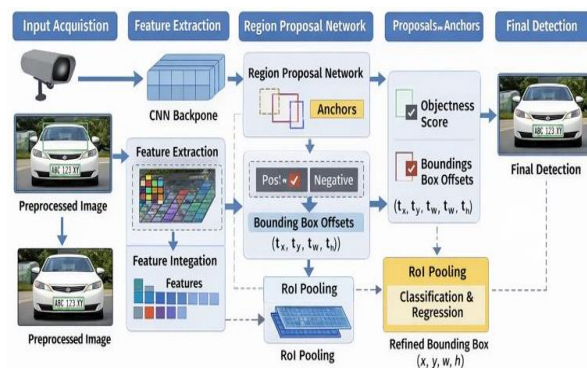 Input Acquistion
Feature Extraction
Region Proposal Network
Proposals⇔Anchors
Final Detection
CNN Backpone
Region Proposal Network
Anchors
Objectness
Score
Boundings
Box Offsets
(tx, ty, tw, tw, th)
ABC 123 XY
Final Detection
ABC 123 XY
Preprocessed Image
Feature Extraction
Pos'
Negative
Bounding Box Offsets
(tx, ty, tw, th))
ABC 123 XY
Preprocessed Image
Feature Integation
Features
RoI Pooling
RoI Pooling
RoI Pooling
Classification &
Regression
Refined Bounding Box
(x, y, w, h)